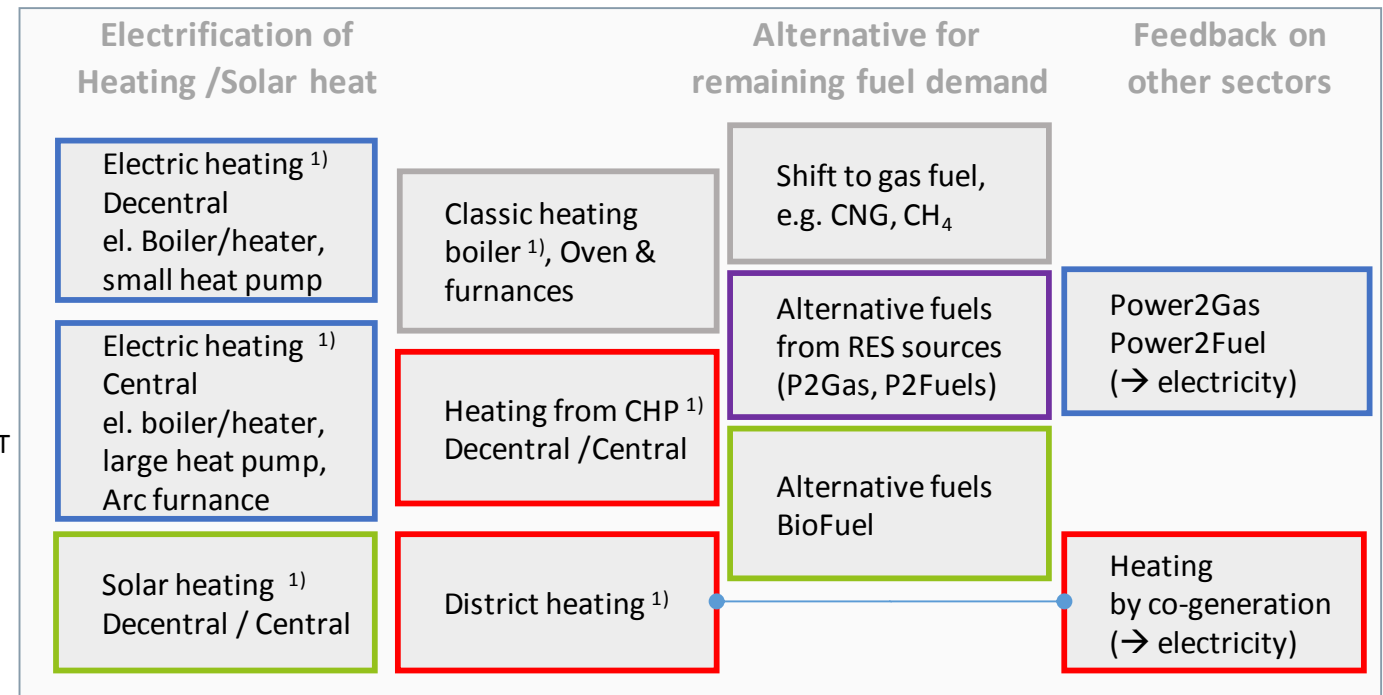 Electrification of
Heating /Solar heat
Alternative for
remaining fuel demand
Feedback on
other sectors
Electric heating 1)
Decentral
el. Boiler/heater,
small heat pump
Electric heating 1)
Central
el. boiler/heater,
large heat pump,
Arc furnance
Solar heating 1)
Decentral / Central
Classic heating
boiler 1), Oven &
furnances
Heating from CHP 1)
Decentral /Central
District heating 1)
Shift to gas fuel,
e.g. CNG, CH4
Alternative fuels
from RES sources
(P2Gas, P2Fuels)
Alternative fuels
BioFuel
Power2Gas
Power2Fuel
(→ electricity)
Heating
by co-generation
(→ electricity)
T